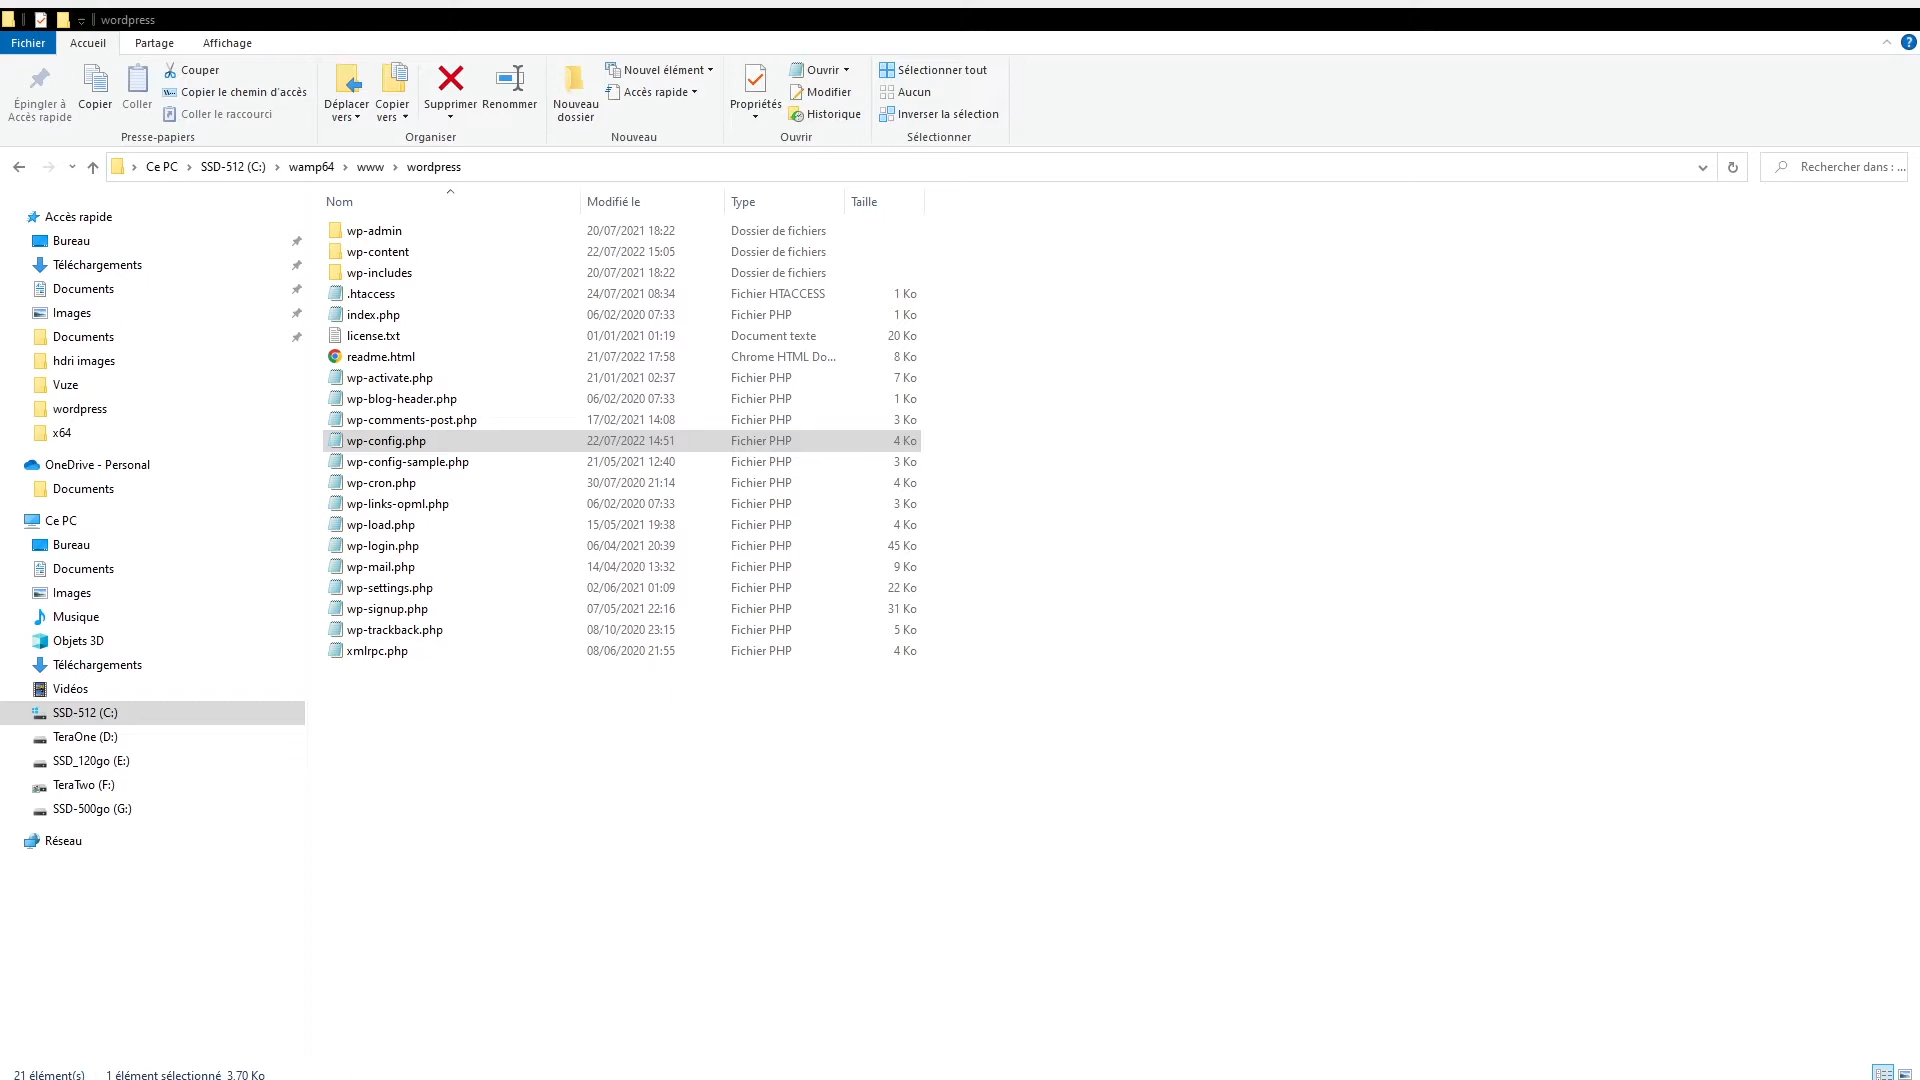 wordpress
Fichier Accueil Partage Affichage
Épingler à Accès rapide
Copier
Coller
Couper
Copier le chemin d'accès
Coller le raccourci
Presse-papiers
Déplacer vers
Copier vers
Supprimer
Renommer
Organiser
Nouveau dossier
Nouvel élément
Accès rapide
Nouveau
Propriétés
Ouvrir
Modifier
Historique
Ouvrir
Sélectionner tout
Aucun
Inverser la sélection
Sélectionner
Ce PC > SSD-512 (C:) > wamp64 > www > wordpress
Rechercher dans : ...
Accès rapide
Bureau
Téléchargements
Documents
Images
Documents
hdri images
Vuze
wordpress
x64
OneDrive - Personal
Documents
Ce PC
Bureau
Documents
Images
Musique
Objets 3D
Téléchargements
Vidéos
SSD-512 (C:)
TeraOne (D:)
SSD_120go (E:)
TeraTwo (F:)
SSD-500go (G:)
Réseau
Nom Modifié le Type Taille
wp-admin 20/07/2021 18:22 Dossier de fichiers
wp-content 22/07/2022 15:05 Dossier de fichiers
wp-includes 20/07/2021 18:22 Dossier de fichiers
.htaccess 24/07/2021 08:34 Fichier HTACCESS 1 Ko
index.php 06/02/2020 07:33 Fichier PHP 1 Ko
license.txt 01/01/2021 01:19 Document texte 20 Ko
readme.html 21/07/2022 17:58 Chrome HTML Do... 8 Ko
wp-activate.php 21/01/2021 02:37 Fichier PHP 7 Ko
wp-blog-header.php 06/02/2020 07:33 Fichier PHP 1 Ko
wp-comments-post.php 17/02/2021 14:08 Fichier PHP 3 Ko
wp-config.php 22/07/2022 14:51 Fichier PHP 4 Ko
wp-config-sample.php 21/05/2021 12:40 Fichier PHP 3 Ko
wp-cron.php 30/07/2020 21:14 Fichier PHP 4 Ko
wp-links-opml.php 06/02/2020 07:33 Fichier PHP 3 Ko
wp-load.php 15/05/2021 19:38 Fichier PHP 4 Ko
wp-login.php 06/04/2021 20:39 Fichier PHP 45 Ko
wp-mail.php 14/04/2020 13:32 Fichier PHP 9 Ko
wp-settings.php 02/06/2021 01:09 Fichier PHP 22 Ko
wp-signup.php 07/05/2021 22:16 Fichier PHP 31 Ko
wp-trackback.php 08/10/2020 23:15 Fichier PHP 5 Ko
xmlrpc.php 08/06/2020 21:55 Fichier PHP 4 Ko
21 élément(s) 1 élément sélectionné 3,70 Ko